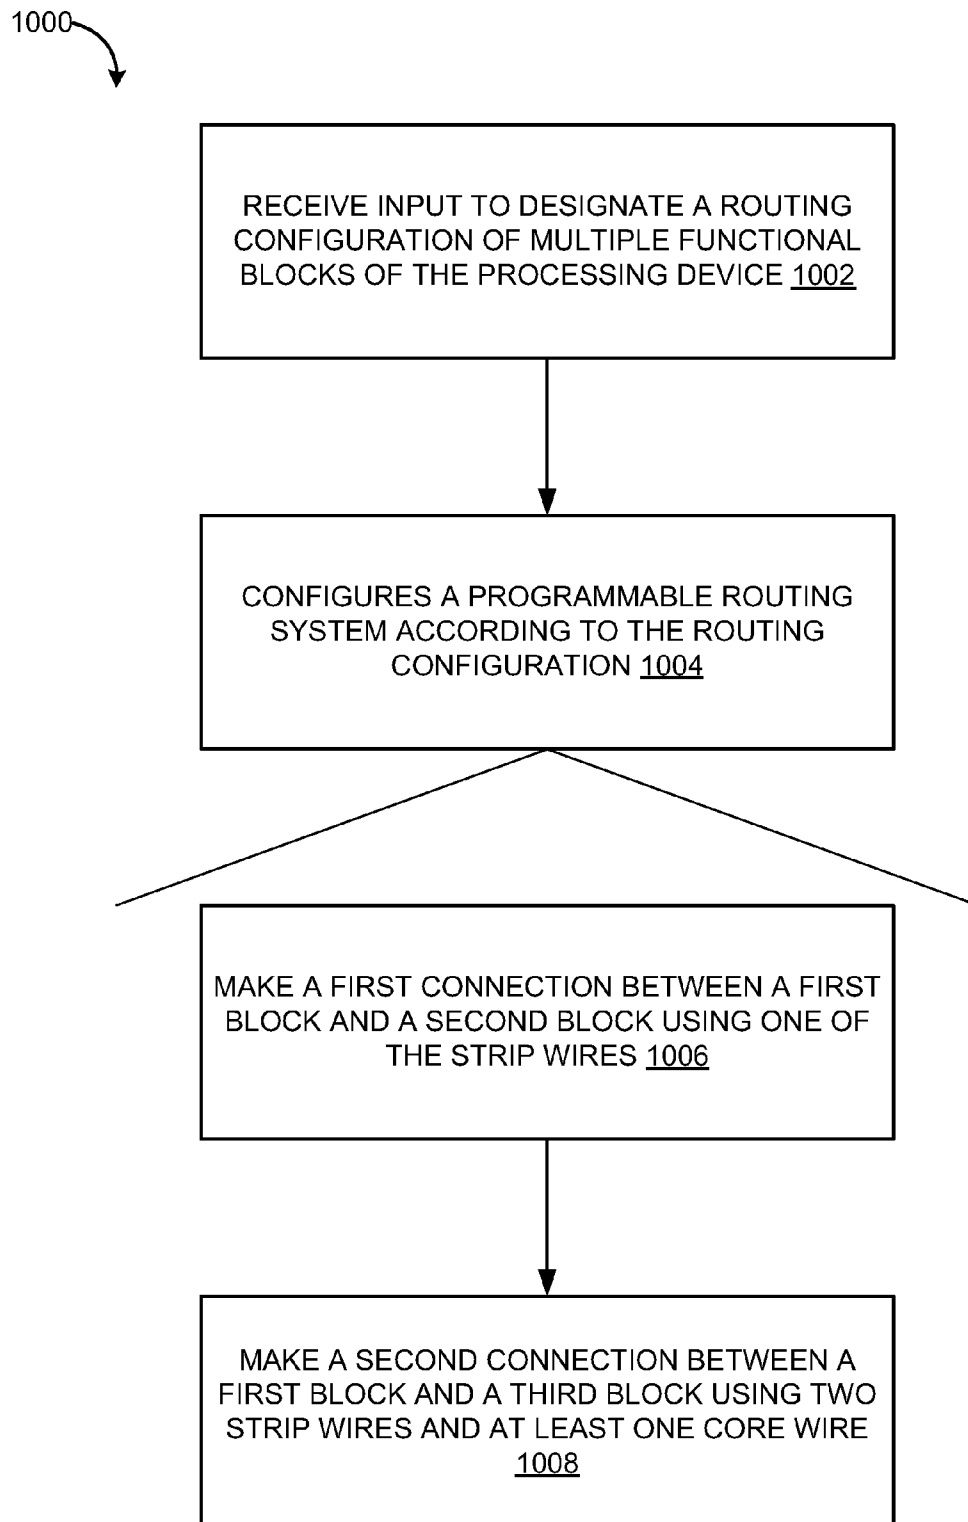 1000
RECEIVE INPUT TO DESIGNATE A ROUTING
CONFIGURATION OF MULTIPLE FUNCTIONAL
BLOCKS OF THE PROCESSING DEVICE 1002
CONFIGURES A PROGRAMMABLE ROUTING
SYSTEM ACCORDING TO THE ROUTING
CONFIGURATION 1004
MAKE A FIRST CONNECTION BETWEEN A FIRST
BLOCK AND A SECOND BLOCK USING ONE OF
THE STRIP WIRES 1006
MAKE A SECOND CONNECTION BETWEEN A
FIRST BLOCK AND A THIRD BLOCK USING TWO
STRIP WIRES AND AT LEAST ONE CORE WIRE
1008